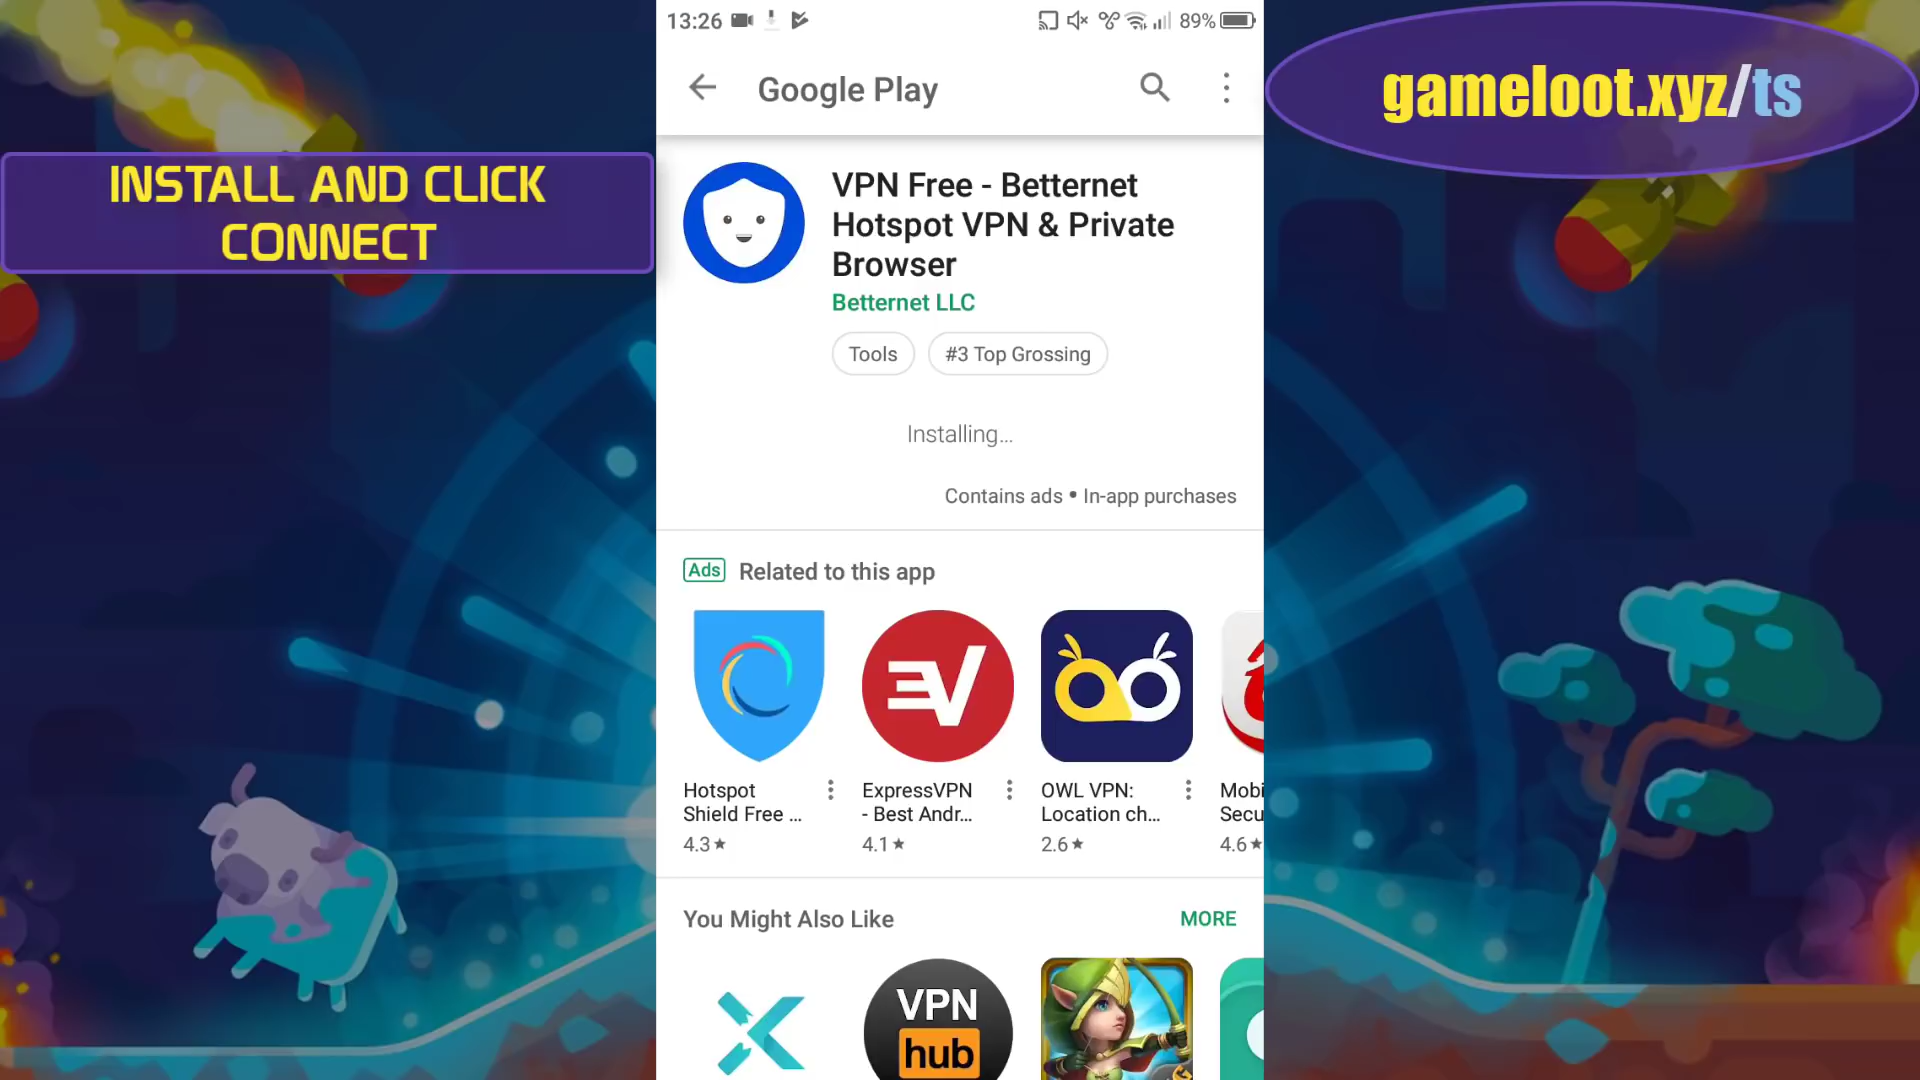 13:26
89%
Google Play
gameloot.xyz/ts
INSTALL AND CLICK
CONNECT
VPN Free - Betternet
Hotspot VPN & Private
Browser
Betternet LLC
Tools
#3 Top Grossing
Installing...
Contains ads • In-app purchases
Ads Related to this app
Hotspot
Shield Free ...
4.3★
ExpressVPN
- Best Andr...
4.1★
OWL VPN:
Location ch...
2.6★
Mobi
Secu
4.6★
You Might Also Like
MORE
VPN
hub